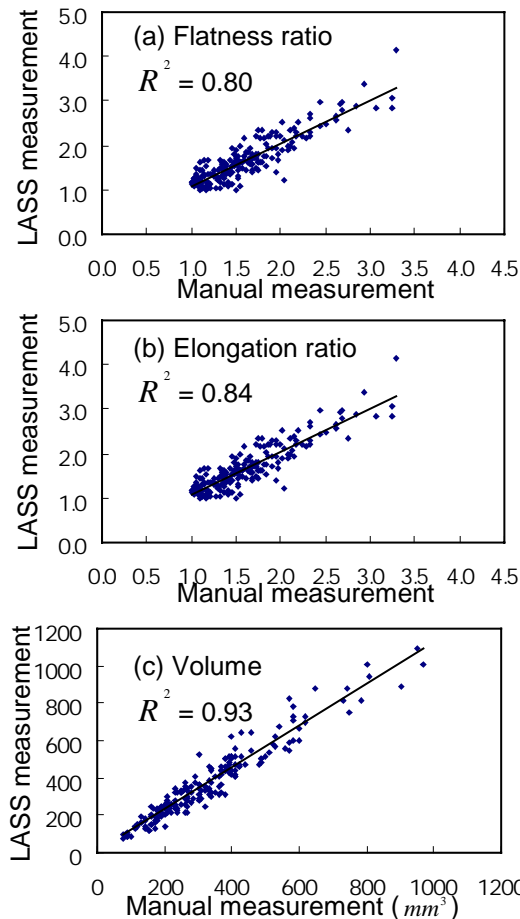 5.0
(a) Flatness ratio
4.0
R² = 0.80
3.0
2.0
1.0
0.0
LASS measurement
0.0 0.5 1.0 1.5 2.0 2.5 3.0 3.5 4.0 4.5
Manual measurement
5.0
(b) Elongation ratio
4.0
R² = 0.84
3.0
2.0
1.0
0.0
LASS measurement
0.0 0.5 1.0 1.5 2.0 2.5 3.0 3.5 4.0 4.5
Manual measurement
1200
(c) Volume
1000
R² = 0.93
800
600
400
200
0
LASS measurement
0 200 400 600 800 1000 1200
Manual measurement (mm³)